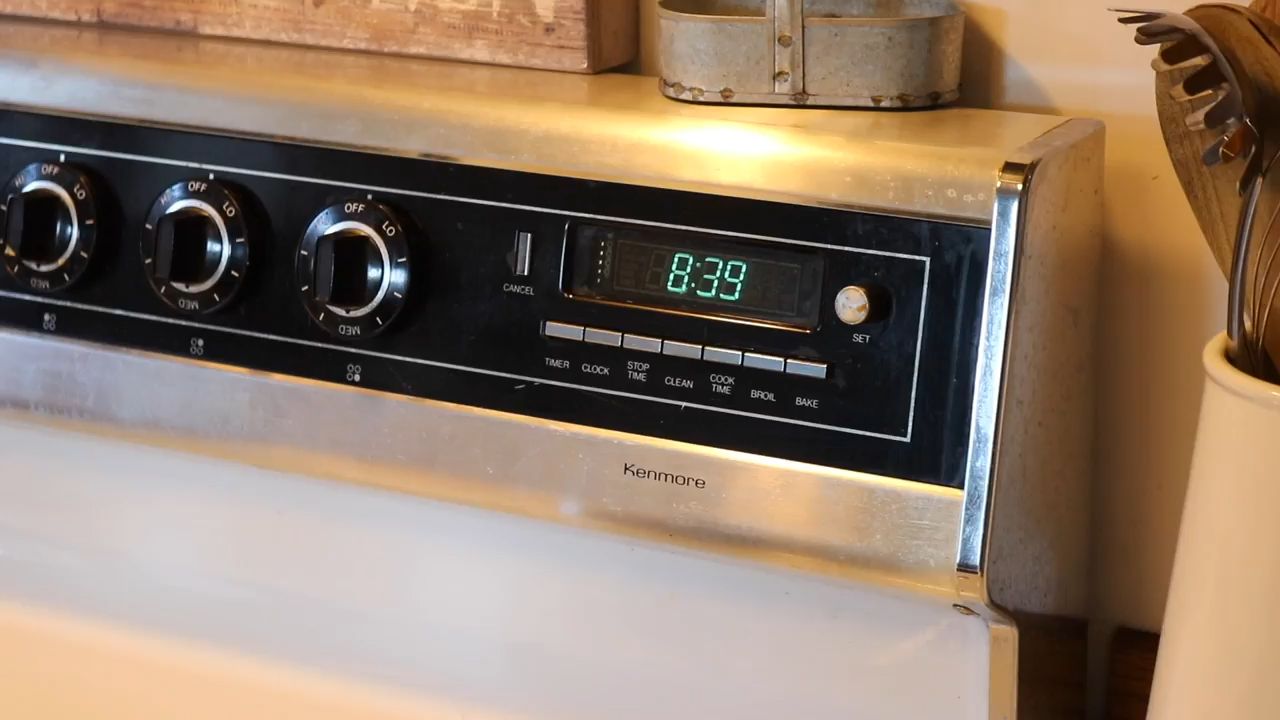 OFF
LO
MED
OFF
LO
MED
OFF
LO
MED
CANCEL
8:39
SET
TIMER
CLOCK
STOP
TIME
CLEAN
COOK
TIME
BROIL
BAKE
Kenmore